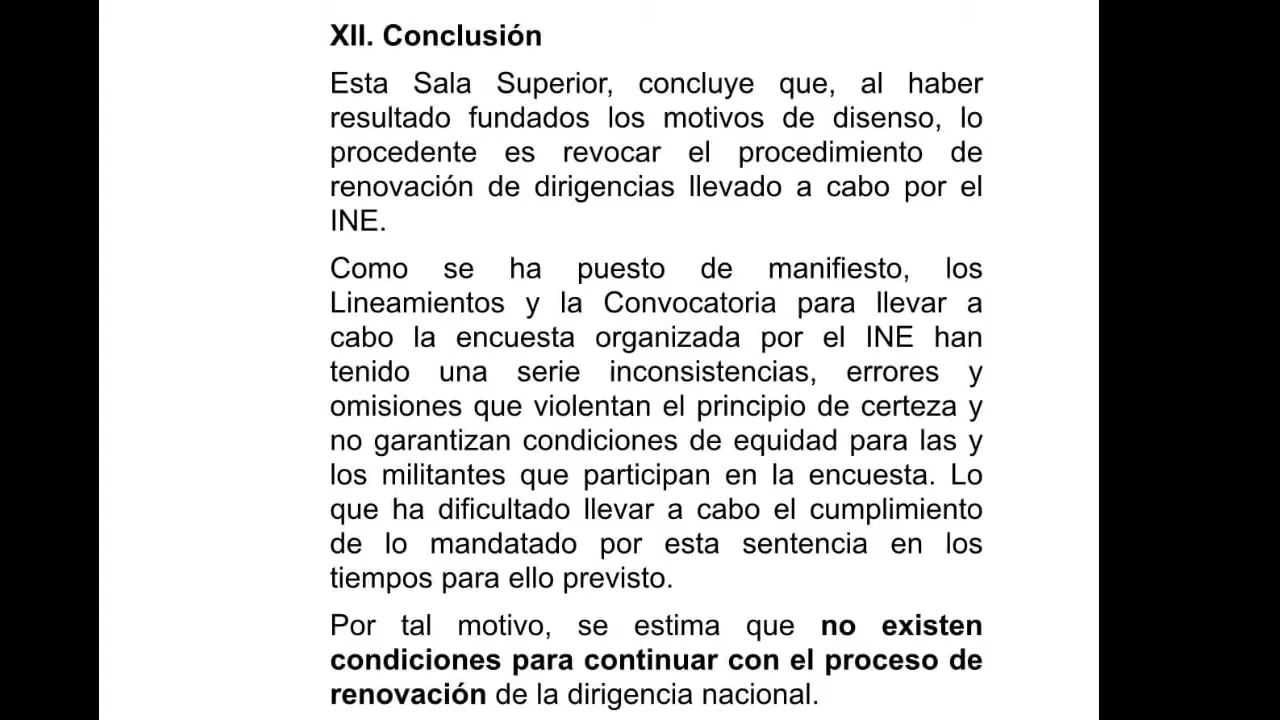 XII. Conclusión
Esta Sala Superior, concluye que, al haber
resultado fundados los motivos de disenso, lo
procedente es revocar el procedimiento de
renovación de dirigencias llevado a cabo por el
INE.
Como se ha puesto de manifiesto, los
Lineamientos y la Convocatoria para llevar a
cabo la encuesta organizada por el INE han
tenido una serie inconsistencias, errores y
omisiones que violentan el principio de certeza y
no garantizan condiciones de equidad para las y
los militantes que participan en la encuesta. Lo
que ha dificultado llevar a cabo el cumplimiento
de lo mandatado por esta sentencia en los
tiempos para ello previsto.
Por tal motivo, se estima que no existen
condiciones para continuar con el proceso de
renovación de la dirigencia nacional.